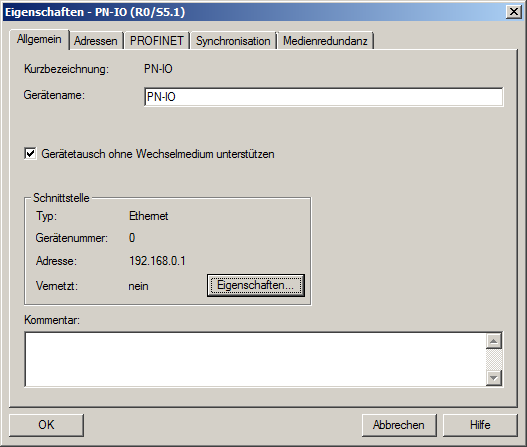 Eigenschaften - PN-IO (R0/S5.1)
Allgemein Adressen PROFINET Synchronisation Medienredundanz
Kurzbezeichnung: PN-IO
Gerätename: PN-IO
Gerätetausch ohne Wechselmedium unterstützen
Schnittstelle
Typ: Ethernet
Gerätenummer: 0
Adresse: 192.168.0.1
Vernetzt: nein Eigenschaften...
Kommentar:
OK Abbrechen Hilfe